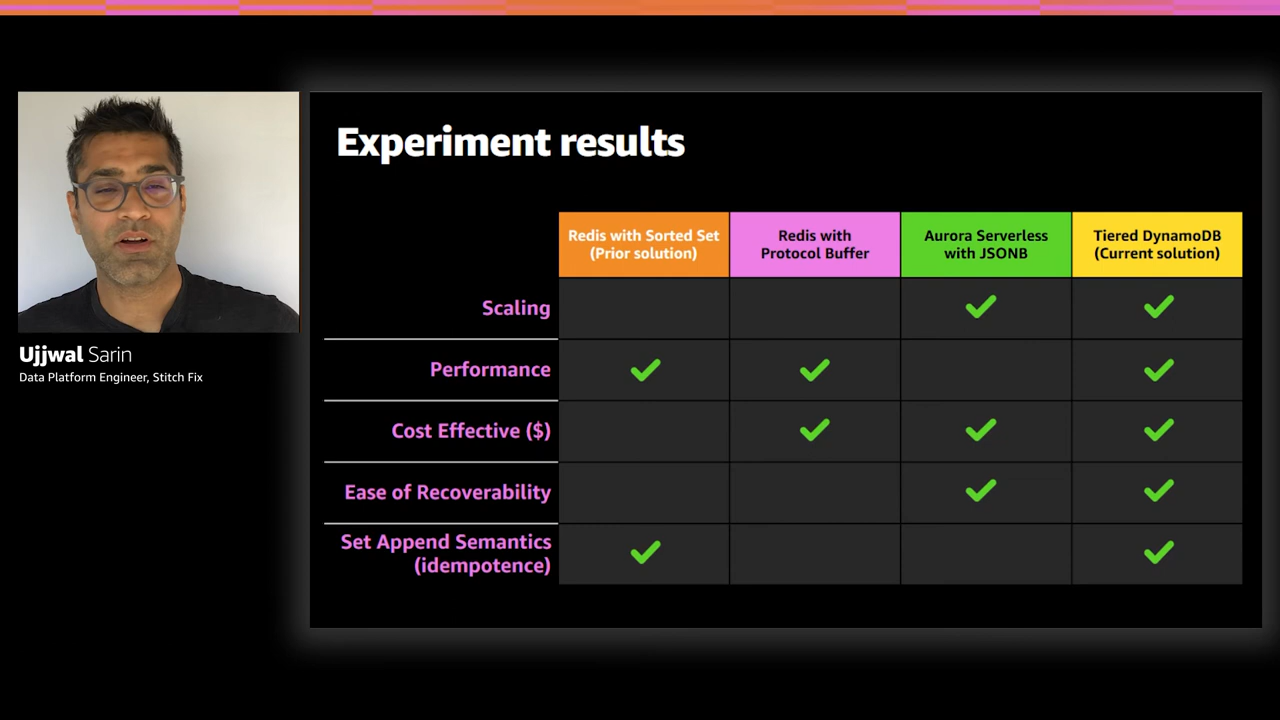 Experiment results
Redis with Sorted Set
(Prior solution)
Redis with
Protocol Buffer
Aurora Serverless
with JSONB
Tiered DynamoDB
(Current solution)
Scaling
Performance
Cost Effective ($)
Ease of Recoverability
Set Append Semantics
(idempotence)
Ujjwal Sarin
Data Platform Engineer, Stitch Fix